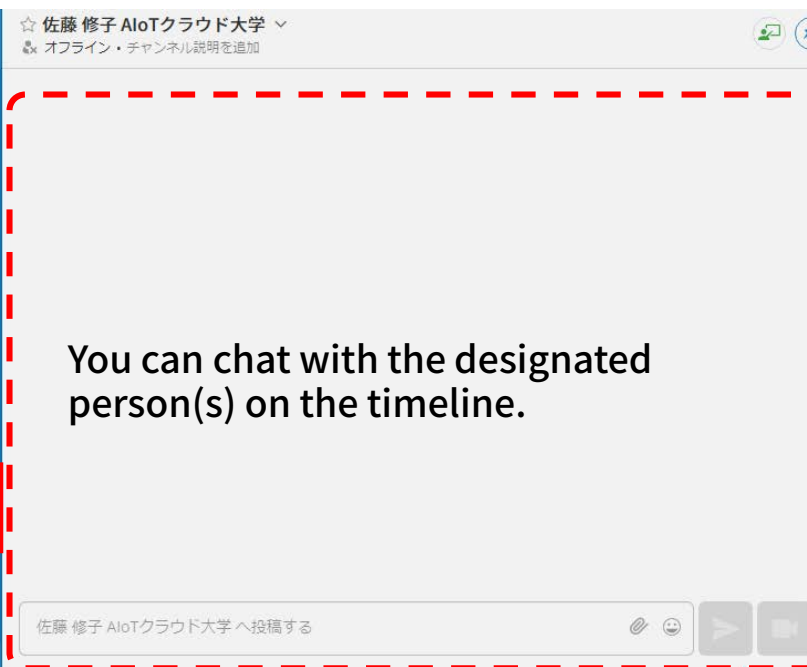 佐藤 修子 AIoTクラウド大学
オフライン・チャンネル説明を追加
You can chat with the designated
person(s) on the timeline.
佐藤 修子 AIoTクラウド大学 へ投稿する